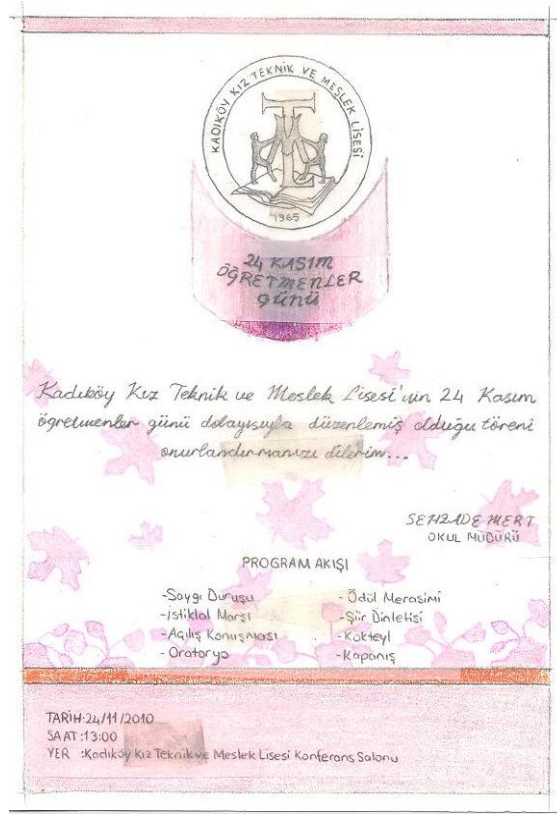 KADIKÖY KIZ TEKNİK VE MESLEK LİSESİ
TML
1965
24 KASIM
ÖĞRETMENLER
günü
Kadıköy Kız Teknik ve Meslek Lisesi'nin 24 Kasım
öğretmenler günü dolayısıyla düzenlemiş olduğu töreni
onurlandırmanızı dilerim...
ŞEHZADE MERT
OKUL MÜDÜRÜ
PROGRAM AKIŞI
-Saygı Duruşu
-İstiklal Marşı
-Açılış Konuşması
-Oratoryo
-Ödül Merasimi
-Şiir Dinletisi
-Kokteyl
-Kapanış
TARİH:24/11/2010
SAAT:13:00
YER :Kadıköy Kız Teknik ve Meslek Lisesi Konferans Salonu